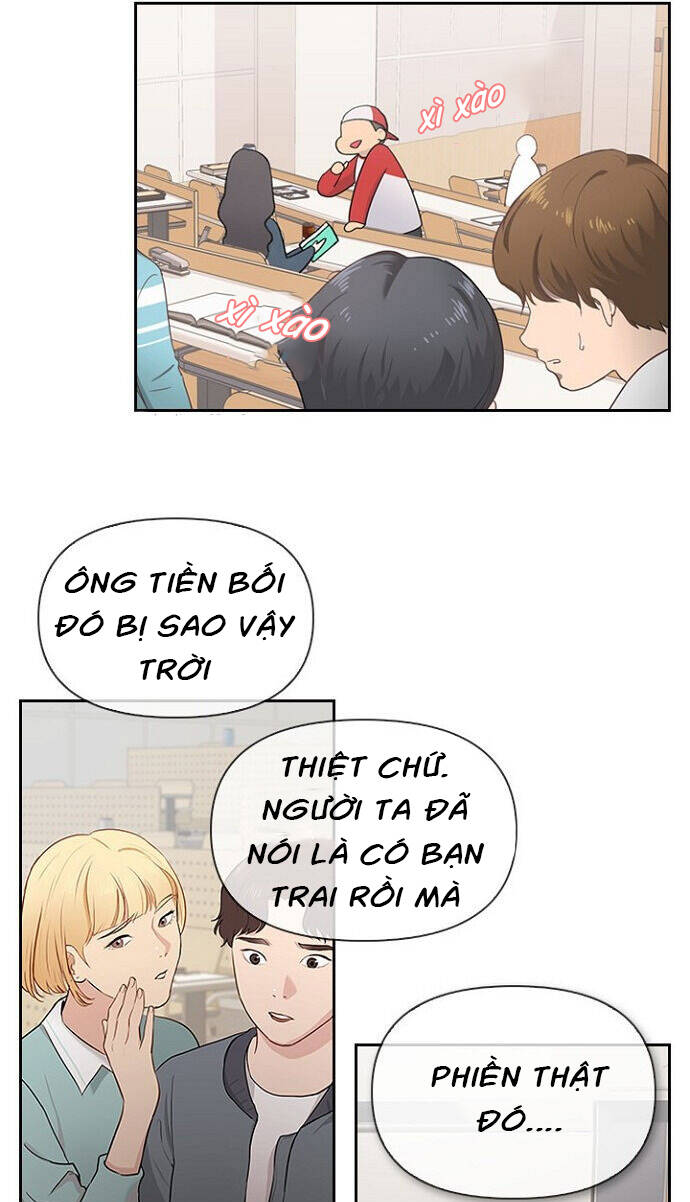 xì xào
xì xào
ÔNG TIỀN BỐI
ĐÓ BỊ SAO VẬY
TRỜI
THIỆT CHỨ.
NGƯỜI TA ĐÃ
NÓI LÀ CÓ BẠN
TRAI RỒI MÀ
PHIỀN THẬT
ĐÓ....